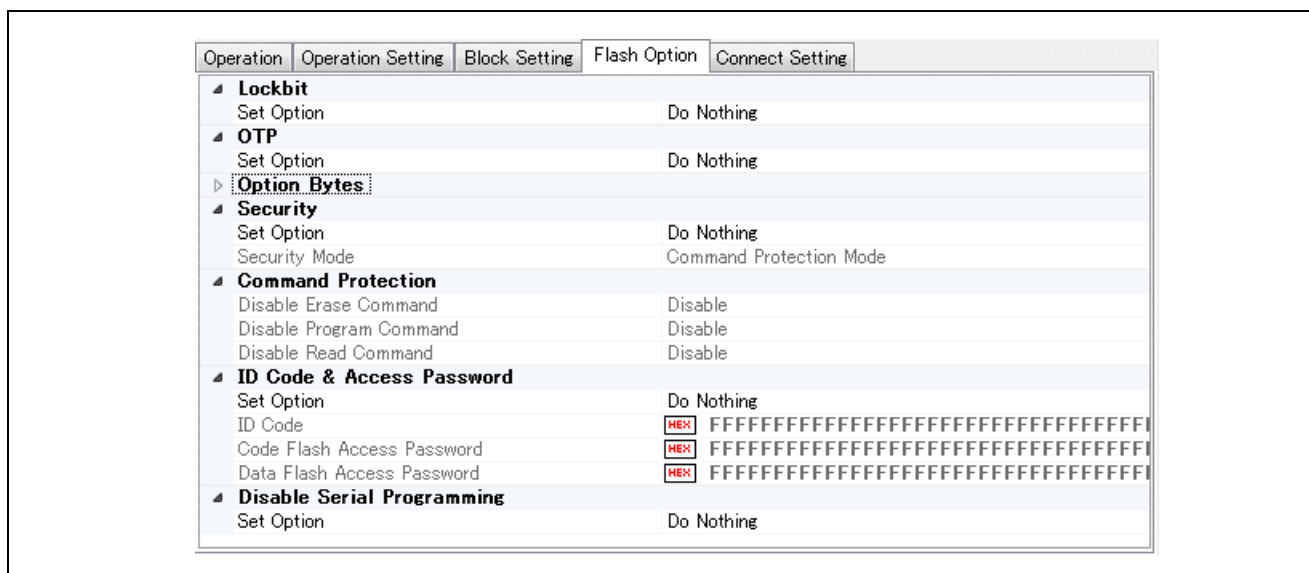 Operation Operation Setting Block Setting Flash Option Connect Setting
Lockbit
Set Option Do Nothing
OTP
Set Option Do Nothing
Option Bytes
Security
Set Option Do Nothing
Security Mode Command Protection Mode
Command Protection
Disable Erase Command Disable
Disable Program Command Disable
Disable Read Command Disable
ID Code & Access Password
Set Option Do Nothing
ID Code HEX FFFFFFFFFFFFFFFFFFFFFFFFFFFFFFFFFFF
Code Flash Access Password HEX FFFFFFFFFFFFFFFFFFFFFFFFFFFFFFFFFFF
Data Flash Access Password HEX FFFFFFFFFFFFFFFFFFFFFFFFFFFFFFFFFFF
Disable Serial Programming
Set Option Do Nothing